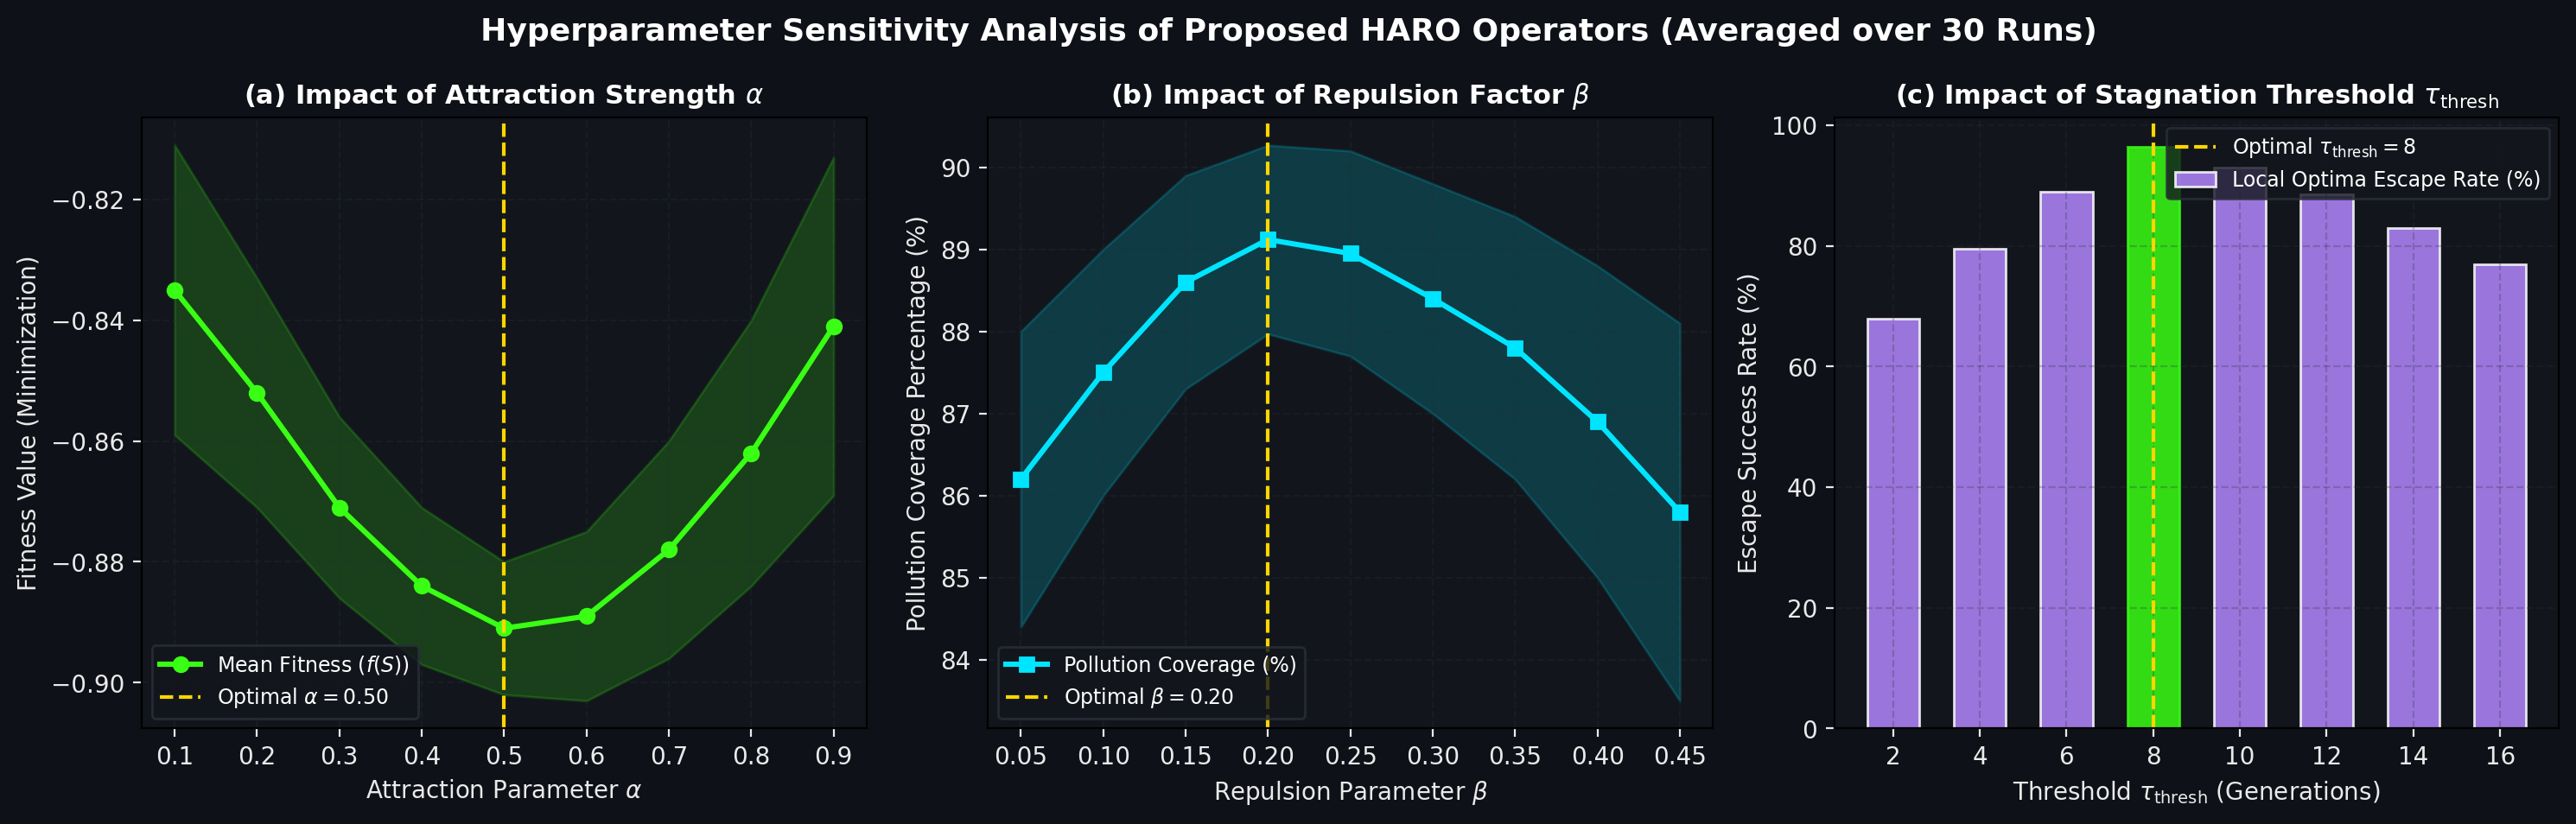 Hyperparameter Sensitivity Analysis of Proposed HARO Operators (Averaged over 30 Runs)
(a) Impact of Attraction Strength α
Fitness Value (Minimization)
−0.82
−0.84
−0.86
−0.88
−0.90
Mean Fitness (f(S))
Optimal α = 0.50
0.1 0.2 0.3 0.4 0.5 0.6 0.7 0.8 0.9
Attraction Parameter α
(b) Impact of Repulsion Factor β
Pollution Coverage Percentage (%)
90
89
88
87
86
85
84
Pollution Coverage (%)
Optimal β = 0.20
0.05 0.10 0.15 0.20 0.25 0.30 0.35 0.40 0.45
Repulsion Parameter β
(c) Impact of Stagnation Threshold τthresh
Escape Success Rate (%)
100
80
60
40
20
0
Optimal τthresh = 8
Local Optima Escape Rate (%)
2 4 6 8 10 12 14 16
Threshold τthresh (Generations)